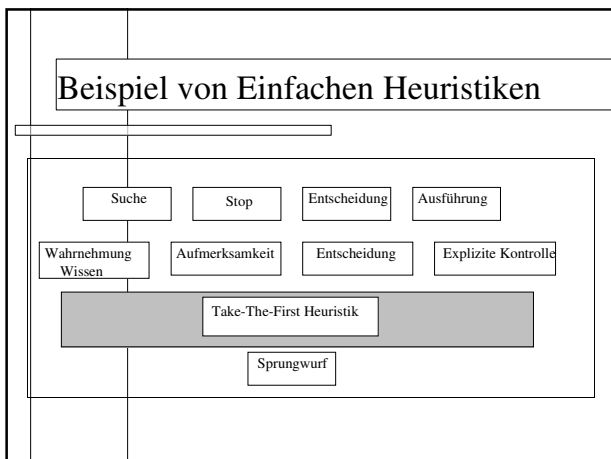 Beispiel von Einfachen Heuristiken
Suche
Stop
Entscheidung
Ausführung
Wahrnehmung
Wissen
Aufmerksamkeit
Entscheidung
Explizite Kontrolle
Take-The-First Heuristik
Sprungwurf